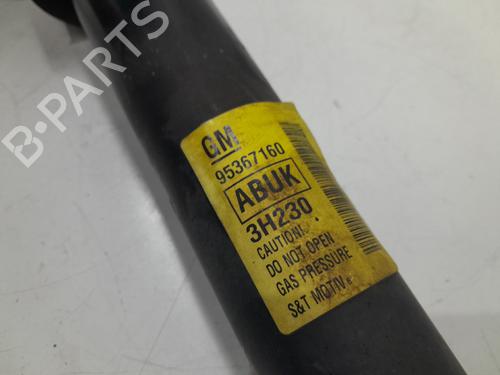 B-PARTS
GM
95367160
ABUK
3H230
CAUTION!
DO NOT OPEN
GAS PRESSURE
S&T MOTIV